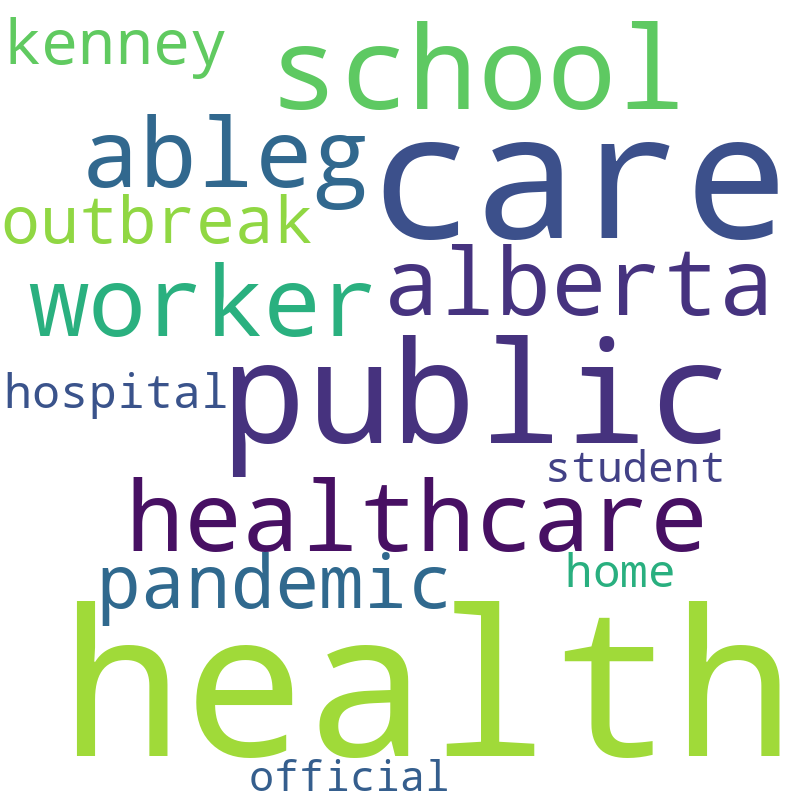 kenney
school
ableg
care
outbreak
alberta
worker
public
hospital
student
healthcare
pandemic
home
health
official